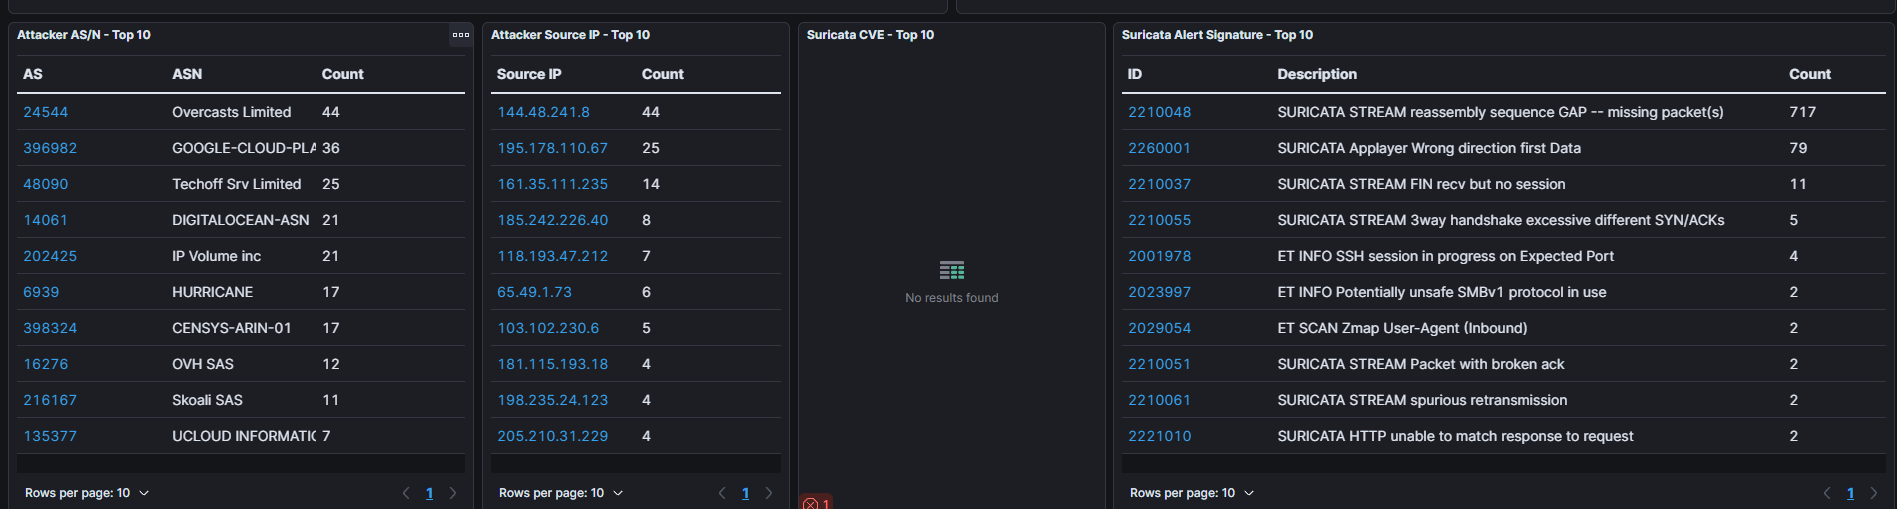 Attacker AS/N - Top 10
AS ASN Count
24544 Overcasts Limited 44
396982 GOOGLE-CLOUD-PLA 36
48090 Techoff Srv Limited 25
14061 DIGITALOCEAN-ASN 21
202425 IP Volume inc 21
6939 HURRICANE 17
398324 CENSYS-ARIN-01 17
16276 OVH SAS 12
216167 Skoali SAS 11
135377 UCLOUD INFORMATIC 7
Rows per page: 10 1
Attacker Source IP - Top 10
Source IP Count
144.48.241.8 44
195.178.110.67 25
161.35.111.235 14
185.242.226.40 8
118.193.47.212 7
65.49.1.73 6
103.102.230.6 5
181.115.193.18 4
198.235.24.123 4
205.210.31.229 4
Rows per page: 10 1
Suricata CVE - Top 10
No results found
1
Suricata Alert Signature - Top 10
ID Description Count
2210048 SURICATA STREAM reassembly sequence GAP -- missing packet(s) 717
2260001 SURICATA Applayer Wrong direction first Data 79
2210037 SURICATA STREAM FIN recv but no session 11
2210055 SURICATA STREAM 3way handshake excessive different SYN/ACKs 5
2001978 ET INFO SSH session in progress on Expected Port 4
2023997 ET INFO Potentially unsafe SMBv1 protocol in use 2
2029054 ET SCAN Zmap User-Agent (Inbound) 2
2210051 SURICATA STREAM Packet with broken ack 2
2210061 SURICATA STREAM spurious retransmission 2
2221010 SURICATA HTTP unable to match response to request 2
Rows per page: 10 1